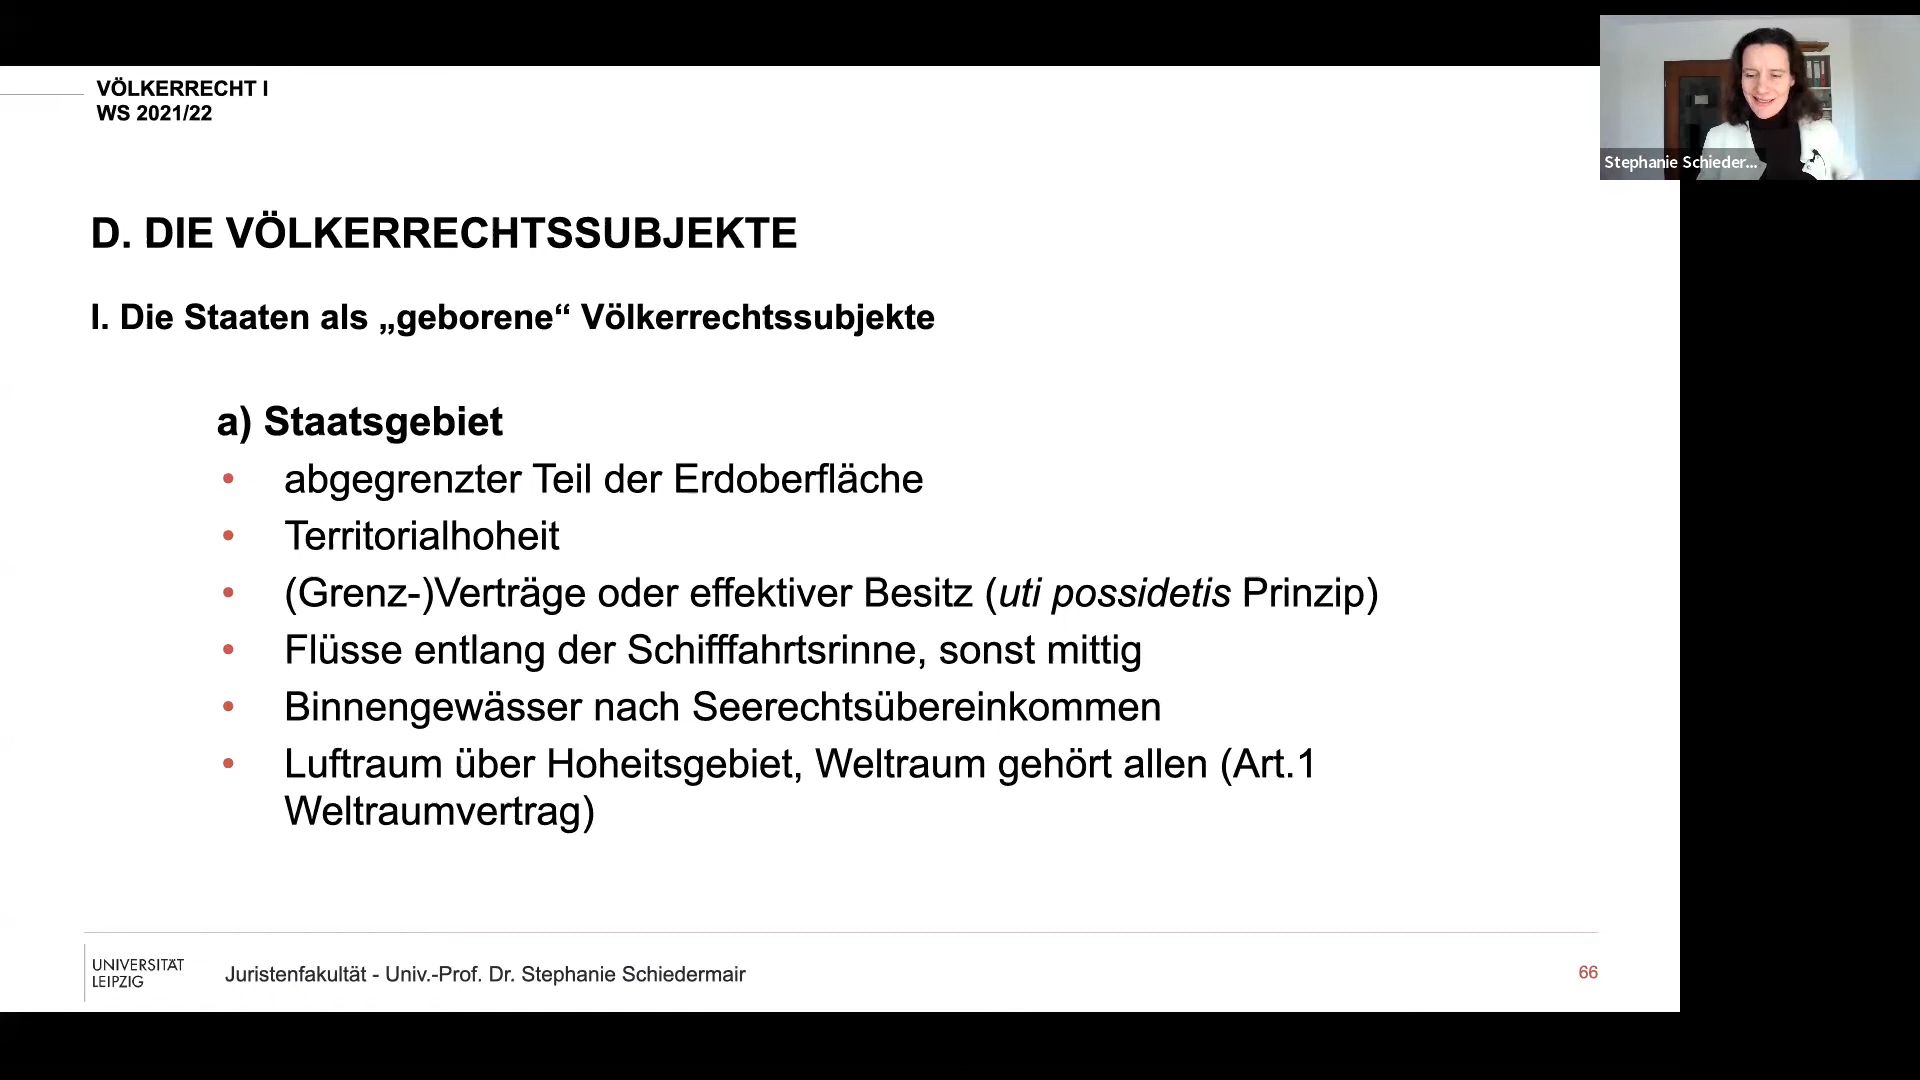 VÖLKERRECHT I
WS 2021/22
Stephanie Schieder...
D. DIE VÖLKERRECHTSSUBJEKTE
I. Die Staaten als „geborene“ Völkerrechtssubjekte
a) Staatsgebiet
• abgegrenzter Teil der Erdoberfläche
• Territorialhoheit
• (Grenz-)Verträge oder effektiver Besitz (uti possidetis Prinzip)
• Flüsse entlang der Schifffahrtsrinne, sonst mittig
• Binnengewässer nach Seerechtsübereinkommen
• Luftraum über Hoheitsgebiet, Weltraum gehört allen (Art.1
Weltraumvertrag)
UNIVERSITÄT
LEIPZIG
Juristenfakultät - Univ.-Prof. Dr. Stephanie Schiedermair
66